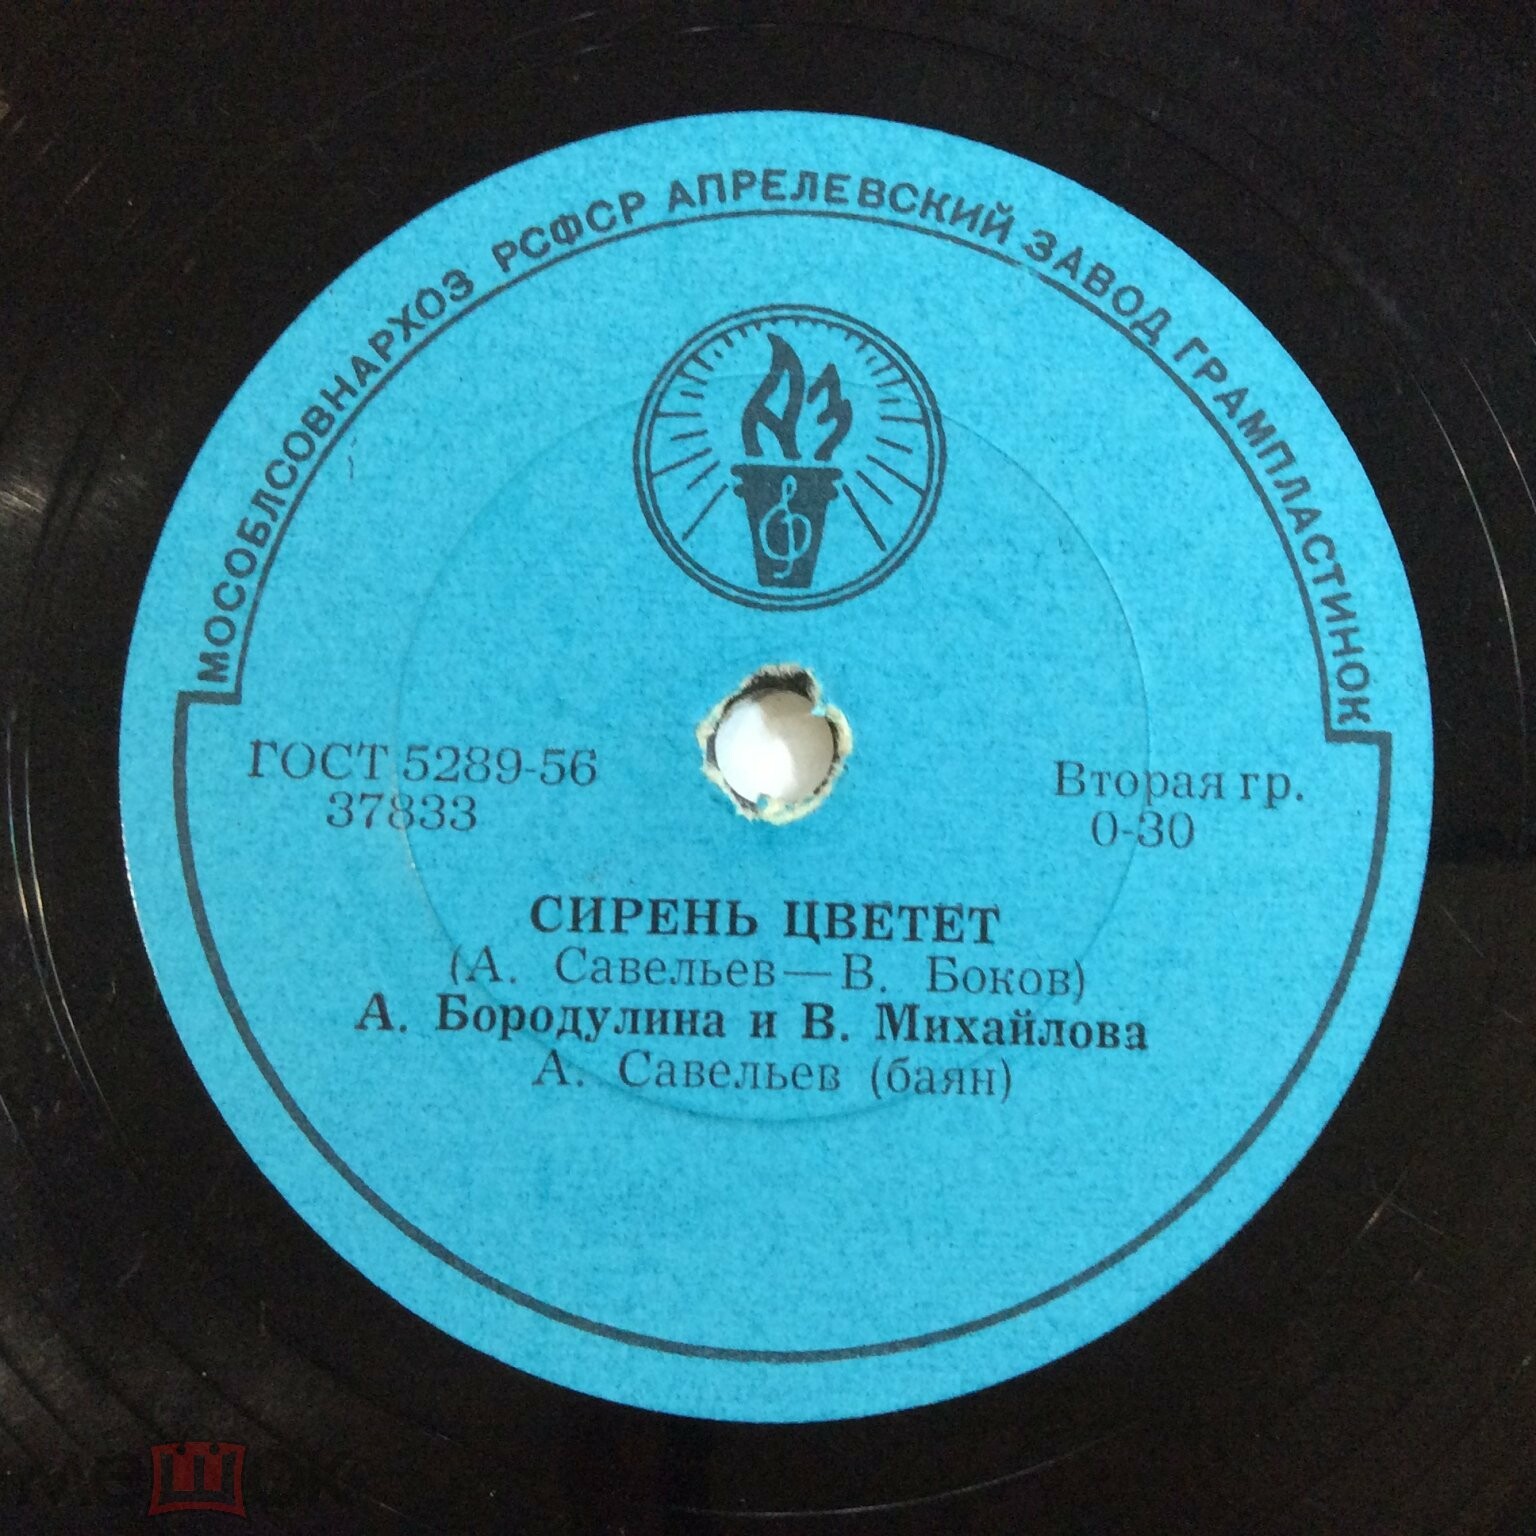 МОСОБЛСОВНАРХОЗ РСФСР АПРЕЛЕВСКИЙ ЗАВОД ГРАМПЛАСТИНОК
АЗ
ГОСТ 5289-56
37833
Вторая гр.
0-30
СИРЕНЬ ЦВЕТЕТ
(А. Савельев—В. Боков)
А. Бородулина и В. Михайлова
А. Савельев (баян)
мешок